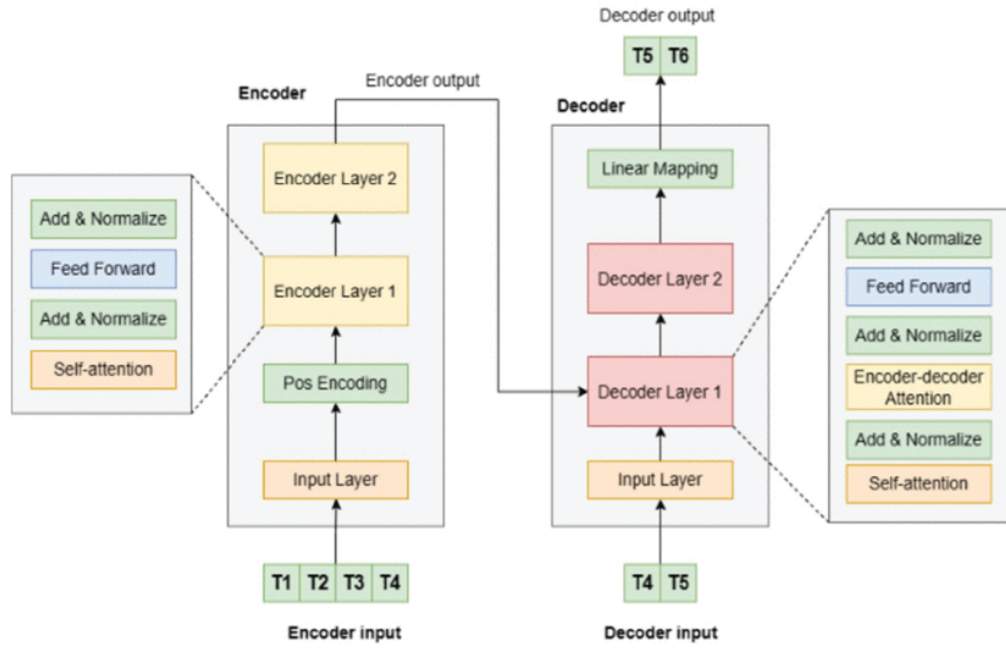 Decoder output
T5 T6
Encoder output
Encoder
Decoder
Encoder Layer 2
Linear Mapping
Add & Normalize
Feed Forward
Add & Normalize
Self-attention
Encoder Layer 1
Decoder Layer 2
Add & Normalize
Feed Forward
Add & Normalize
Encoder-decoder
Attention
Add & Normalize
Self-attention
Pos Encoding
Decoder Layer 1
Input Layer
Input Layer
T1 T2 T3 T4
T4 T5
Encoder input
Decoder input